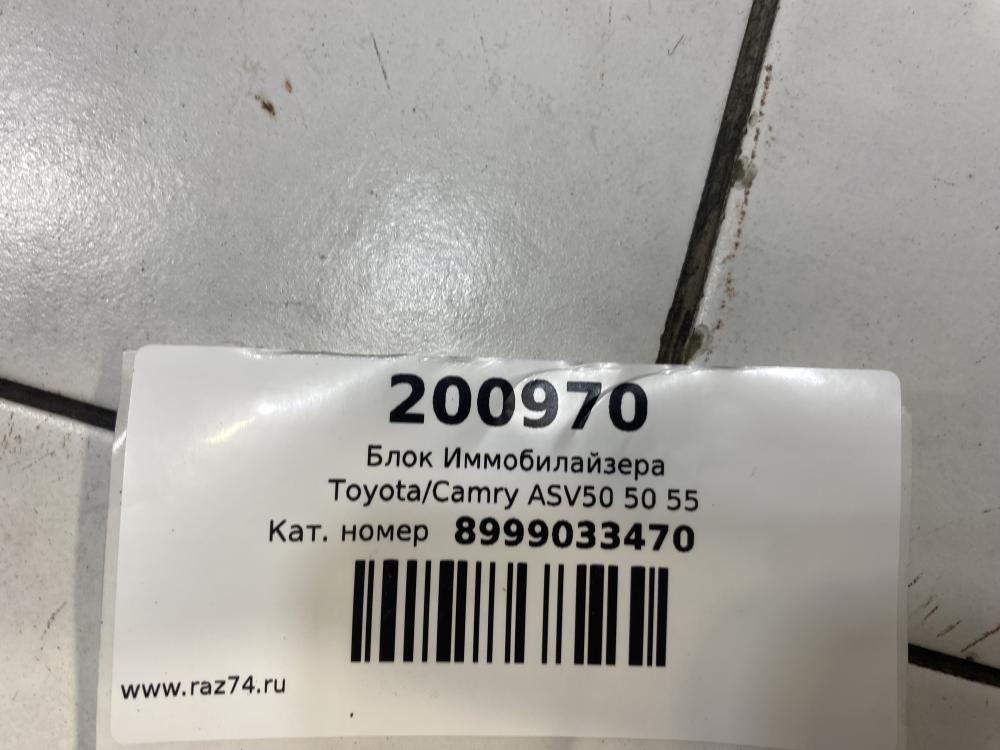 200970
Блок Иммобилайзера
Toyota/Camry ASV50 50 55
Кат. номер 8999033470
www.raz74.ru